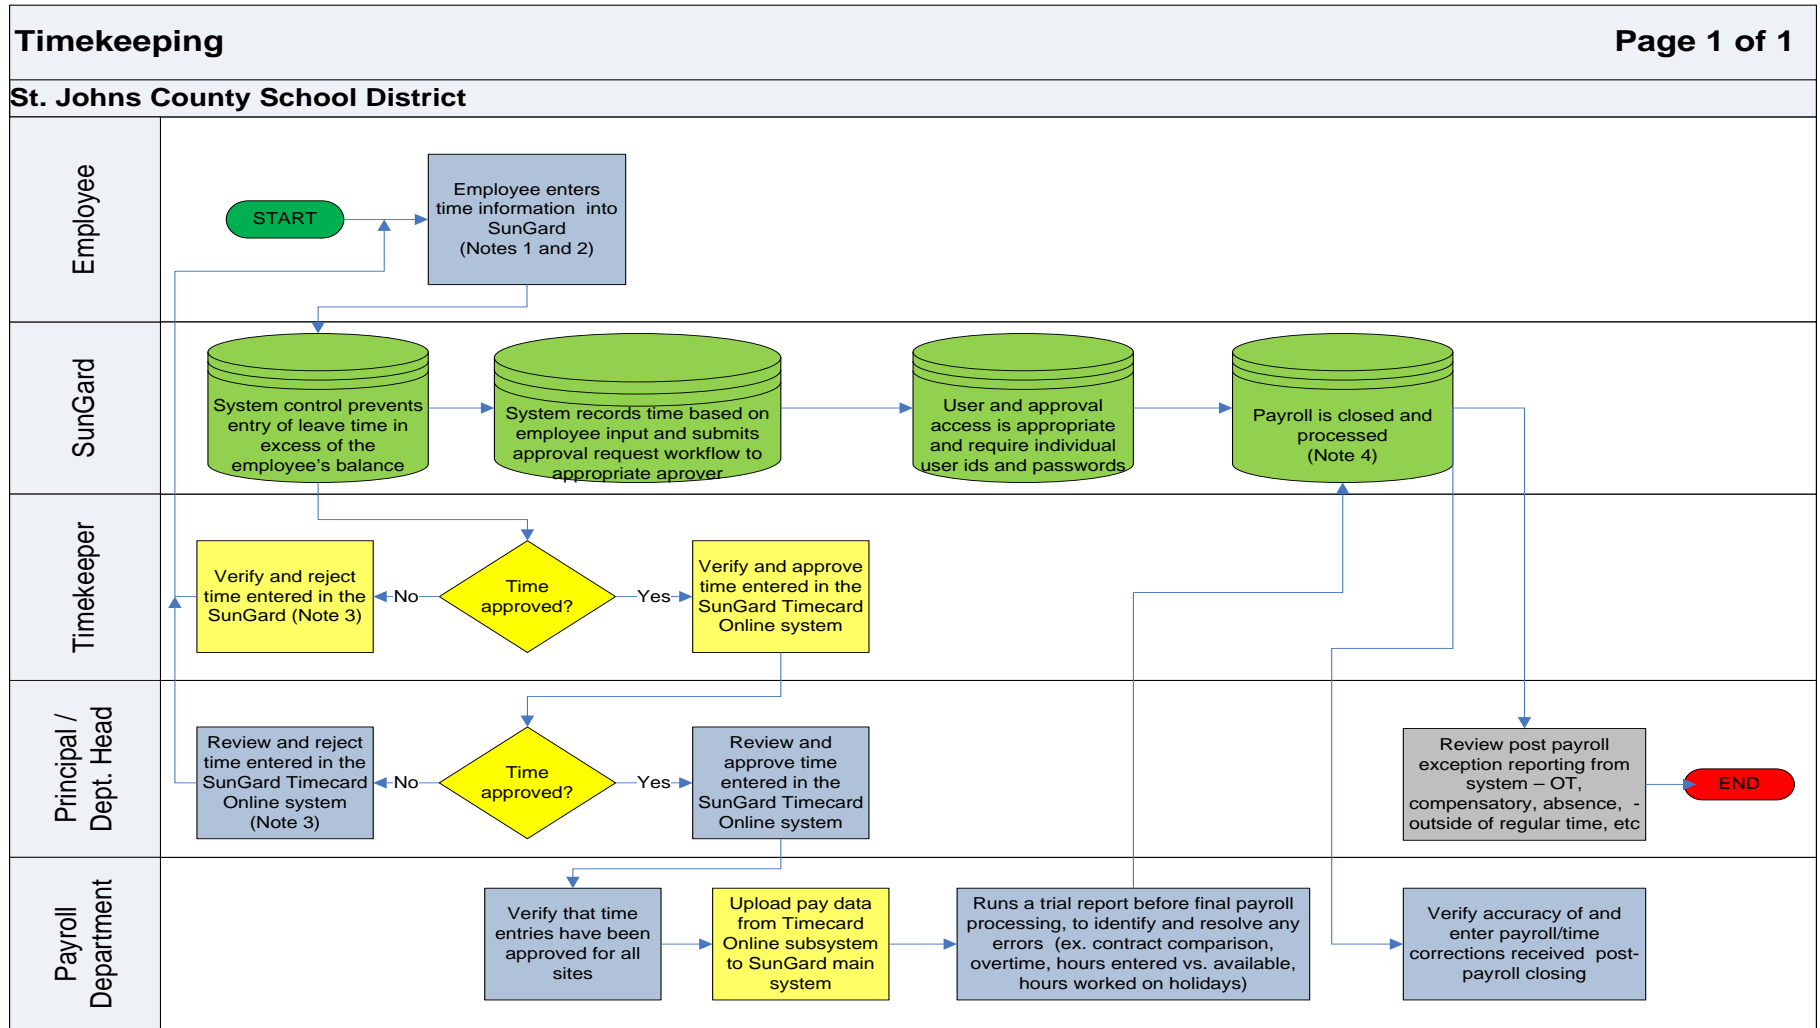 Timekeeping
Page 1 of 1
St. Johns County School District
Employee
START
Employee enters
time information  into
SunGard
(Notes 1 and 2)
SunGard
System control prevents
entry of leave time in
excess of the
employee’s balance
System records time based on
employee input and submits
approval request workflow to
appropriate aprover
User and approval
access is appropriate
and require individual
user ids and passwords
Payroll is closed and
processed
(Note 4)
Timekeeper
Verify and reject
time entered in the
SunGard (Note 3)
No
Time
approved?
Yes
Verify and approve
time entered in the
SunGard Timecard
Online system
Principal /
Dept. Head
Review and reject
time entered in the
SunGard Timecard
Online system
(Note 3)
No
Time
approved?
Yes
Review and
approve time
entered in the
SunGard Timecard
Online system
Review post payroll
exception reporting from
system – OT,
compensatory, absence,  -
outside of regular time, etc
END
Payroll
Department
Verify that time
entries have been
approved for all
sites
Upload pay data
from Timecard
Online subsystem
to SunGard main
system
Runs a trial report before final payroll
processing, to identify and resolve any
errors  (ex. contract comparison,
overtime, hours entered vs. available,
hours worked on holidays)
Verify accuracy of and
enter payroll/time
corrections received  post-
payroll closing